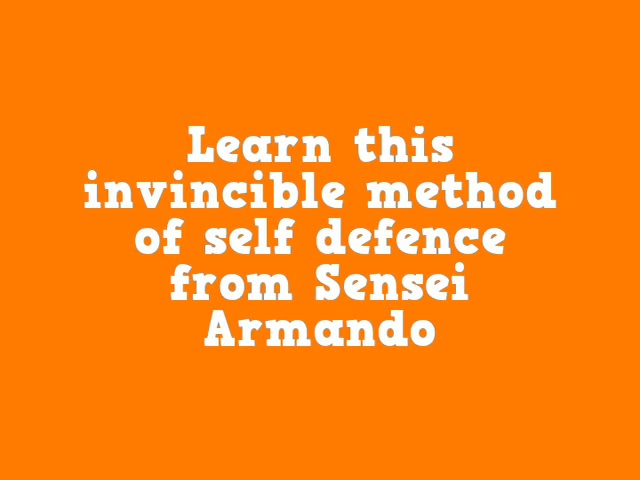 Learn this
invincible method
of self defence
from Sensei
Armando